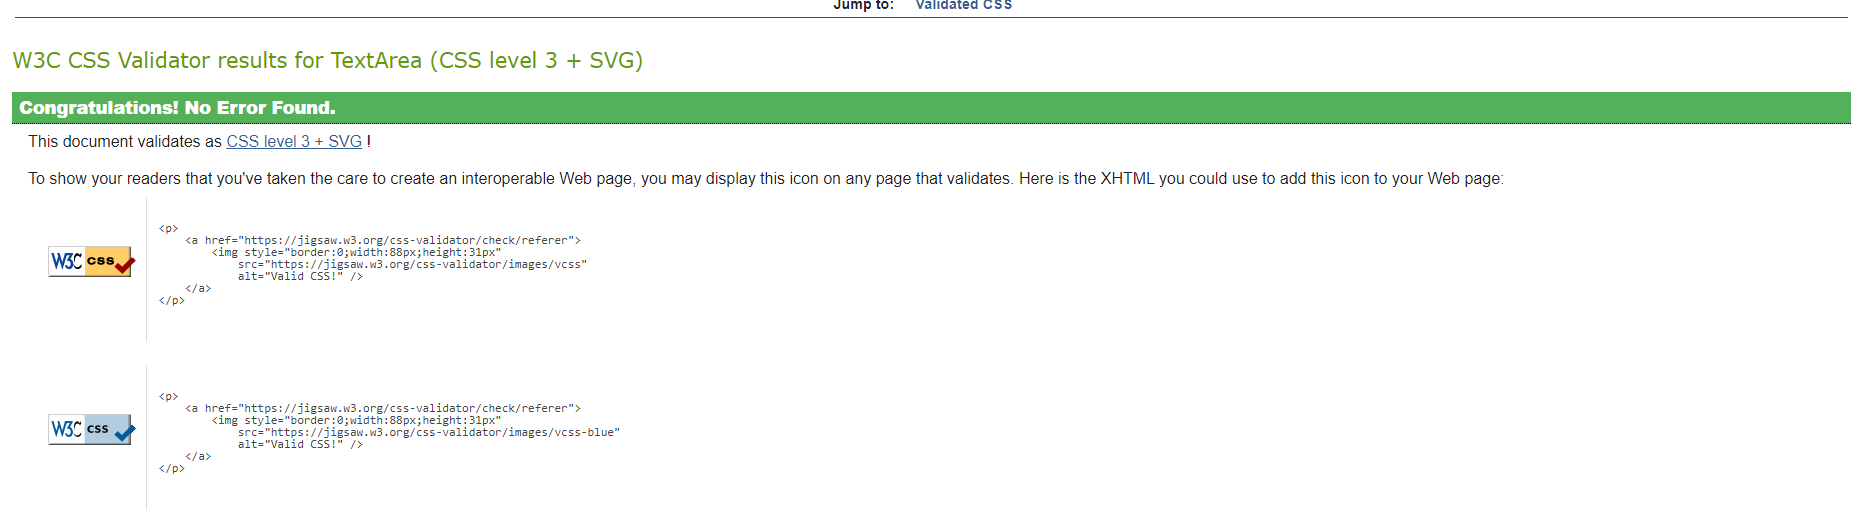 Jump to: Validated CSS
W3C CSS Validator results for TextArea (CSS level 3 + SVG)
Congratulations! No Error Found.
This document validates as CSS level 3 + SVG !
To show your readers that you've taken the care to create an interoperable Web page, you may display this icon on any page that validates. Here is the XHTML you could use to add this icon to your Web page:
W3C css
<p>
<a href="https://jigsaw.w3.org/css-validator/check/referer">
<img style="border:0;width:88px;height:31px"
src="https://jigsaw.w3.org/css-validator/images/vcss"
alt="Valid CSS!" />
</a>
</p>
W3C css
<p>
<a href="https://jigsaw.w3.org/css-validator/check/referer">
<img style="border:0;width:88px;height:31px"
src="https://jigsaw.w3.org/css-validator/images/vcss-blue"
alt="Valid CSS!" />
</a>
</p>